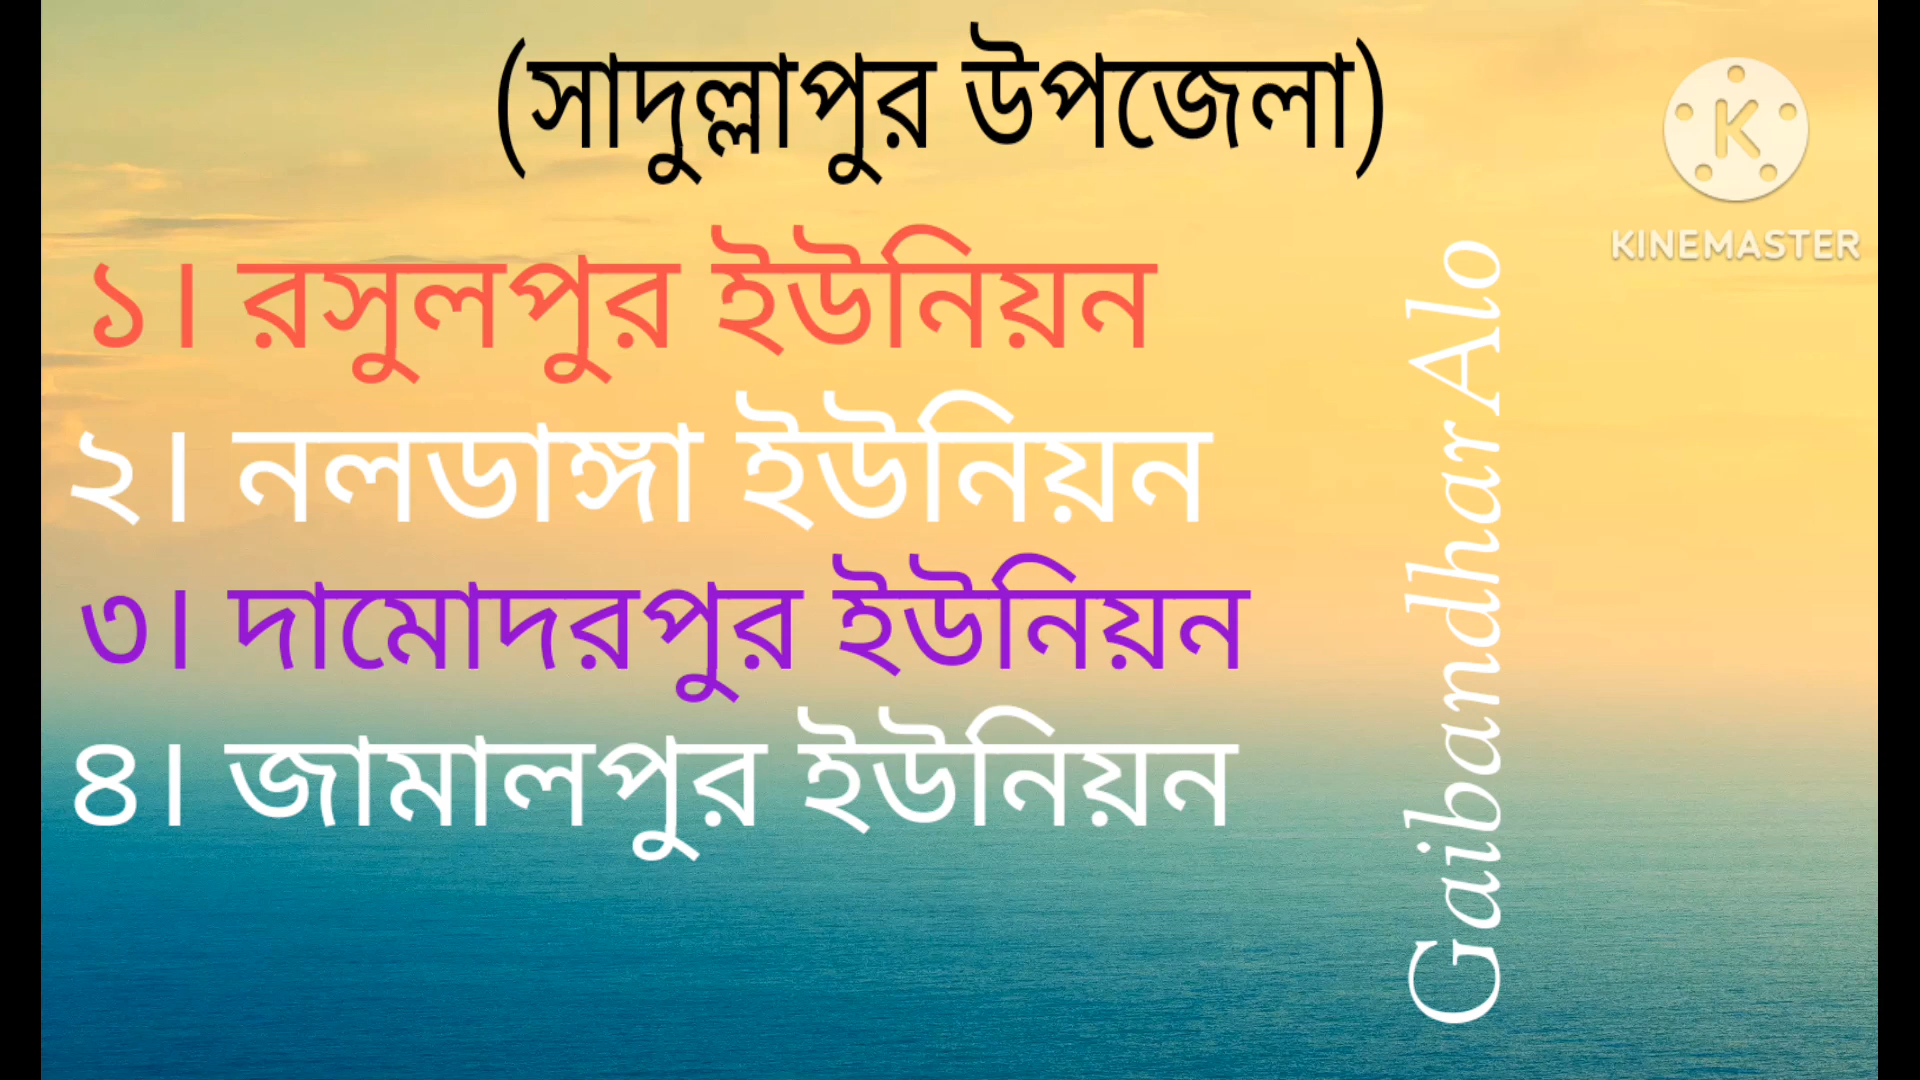 (সাদুল্লাপুর উপজেলা)
১। রসুলপুর ইউনিয়ন
২। নলডাঙ্গা ইউনিয়ন
৩। দামোদরপুর ইউনিয়ন
৪। জামালপুর ইউনিয়ন
Gaibandhar Alo
K
KINEMASTER